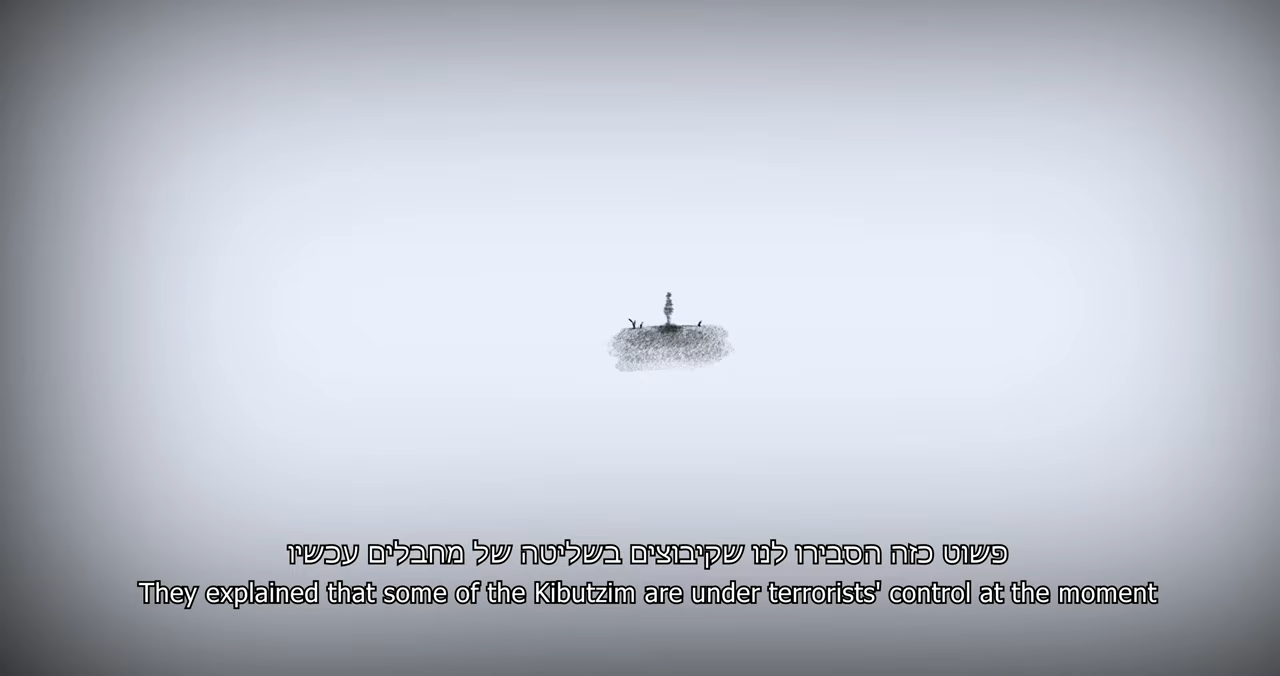 פשוט כזה הסבירו לנו שקיבוצים בשליטה של מחבלים עכשיו
They explained that some of the Kibutzim are under terrorists' control at the moment